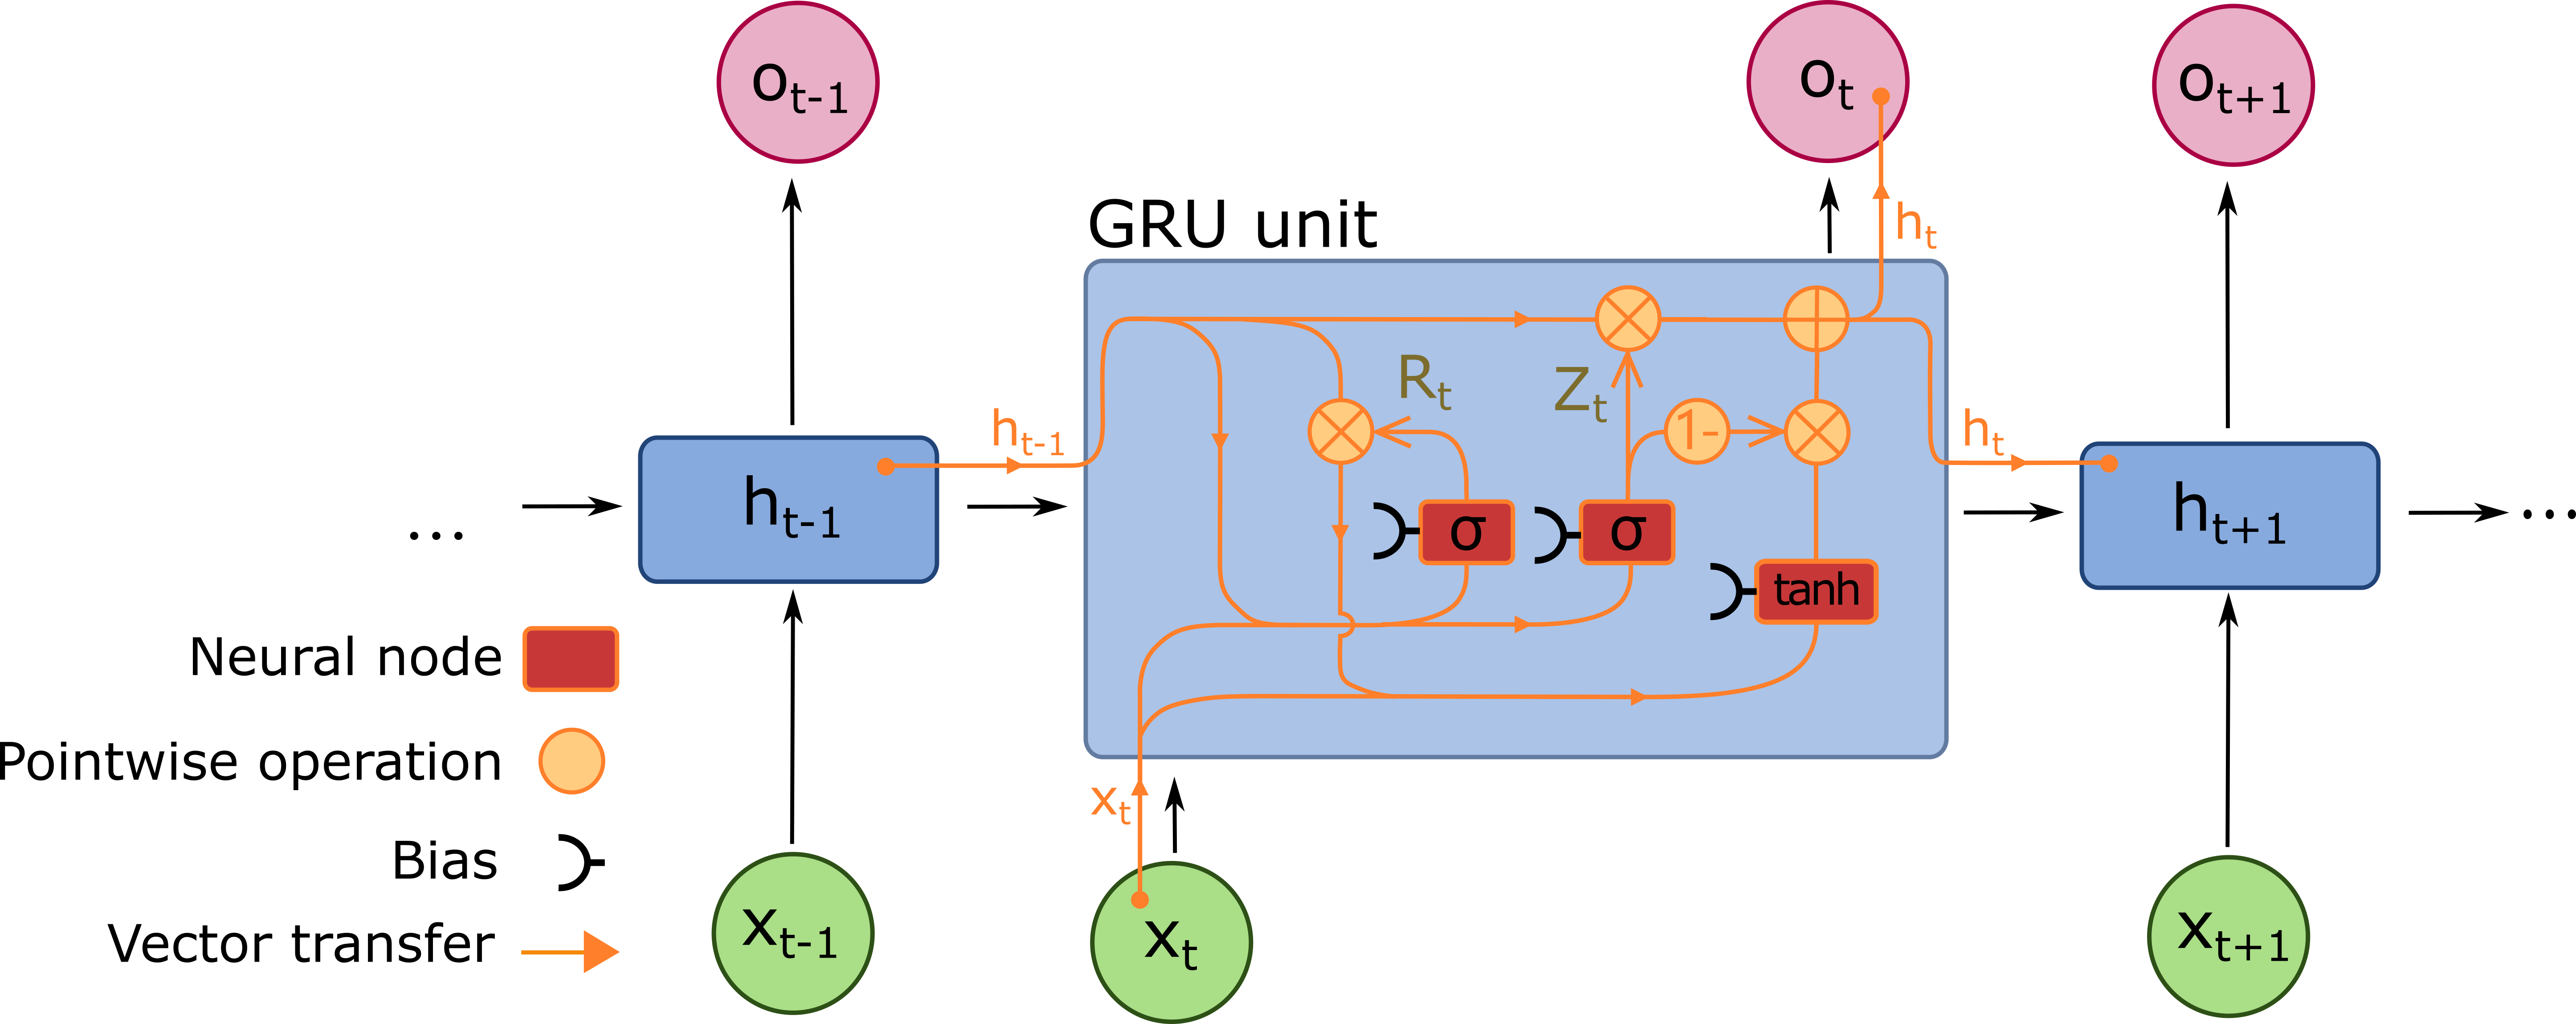 o_{t-1}
o_t
o_{t+1}
GRU unit
h_t
R_t
Z_t
1-
h_{t-1}
h_t
...
h_{t-1}
σ
σ
tanh
h_{t+1}
...
Neural node
Pointwise operation
x_t
Bias
Vector transfer
x_{t-1}
x_t
x_{t+1}